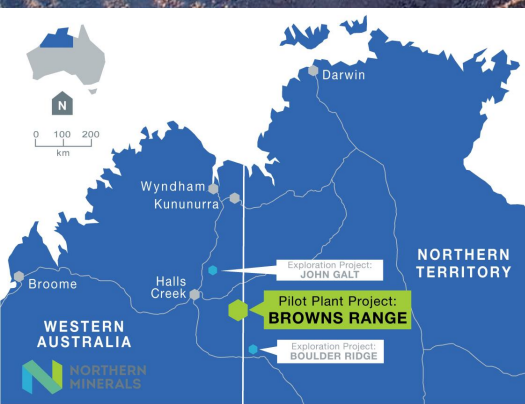 Darwin
N
0 100 200
km
Wyndham
Kununurra
Exploration Project:
JOHN GALT
NORTHERN
TERRITORY
Broome
Halls
Creek
Pilot Plant Project:
BROWNS RANGE
WESTERN
AUSTRALIA
Exploration Project:
BOULDER RIDGE
NORTHERN
MINERALS